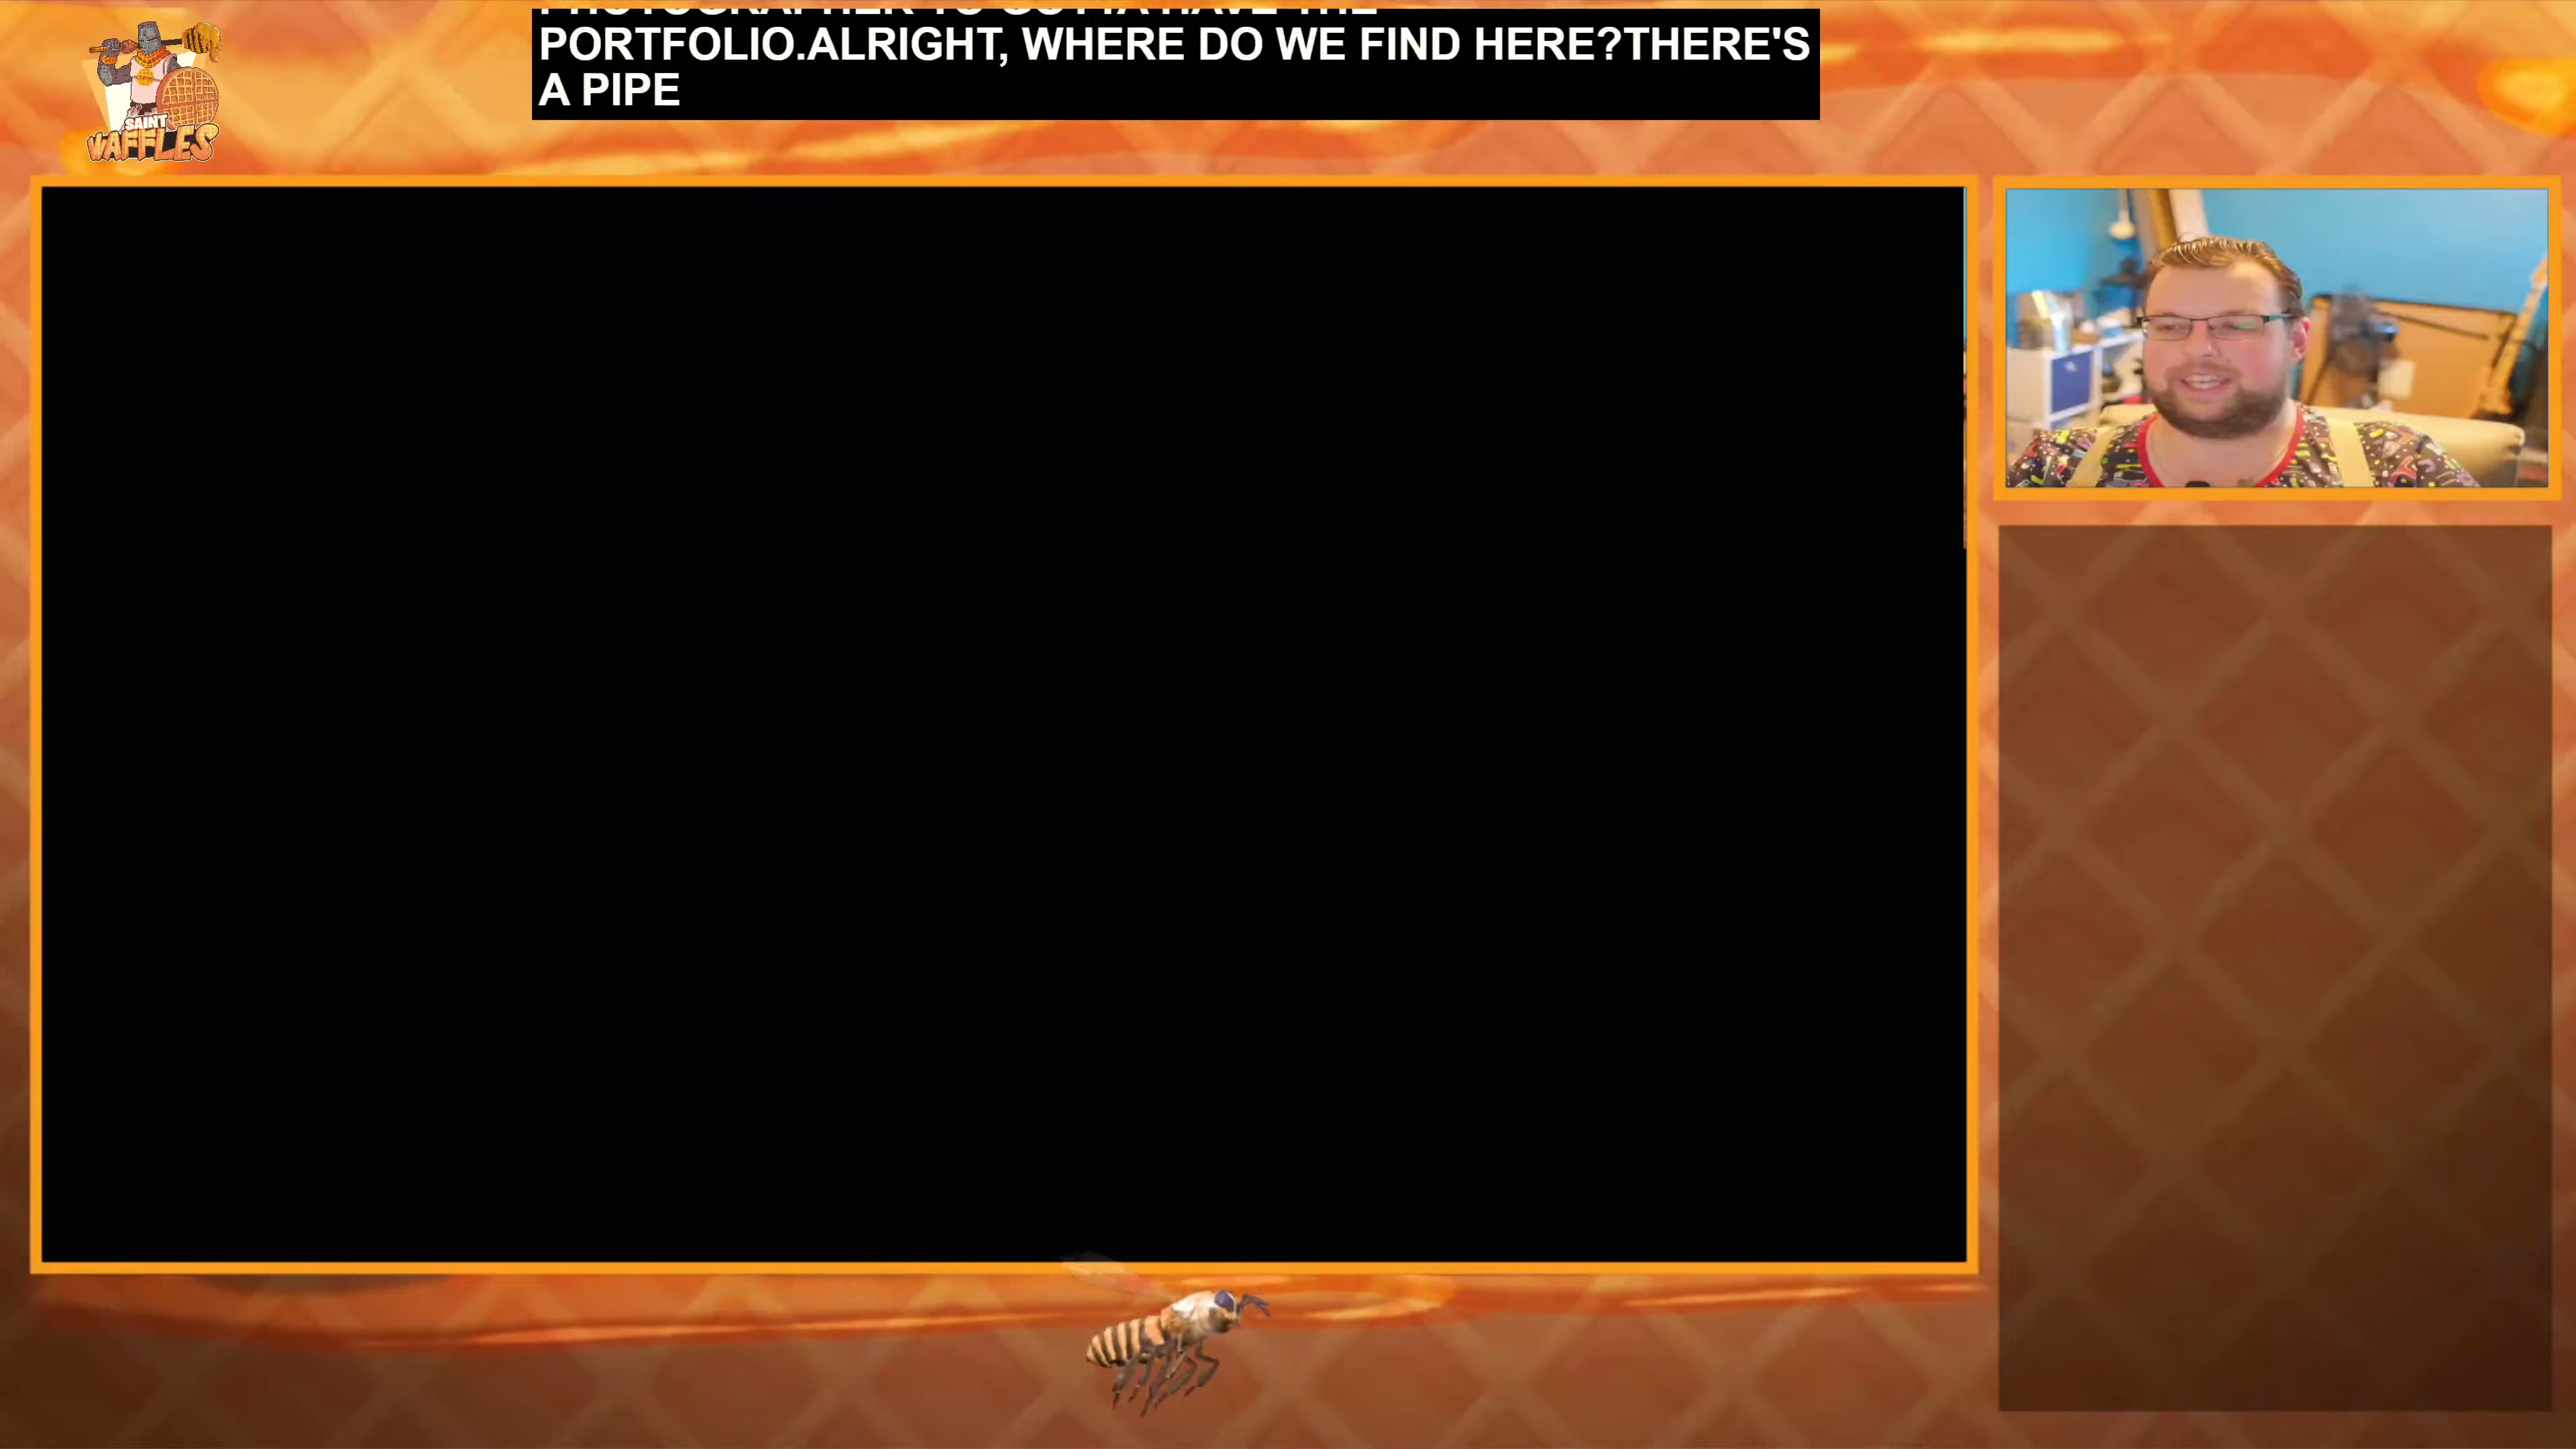 SAINT
WAFFLES
PORTFOLIO.ALRIGHT, WHERE DO WE FIND HERE?THERE'S
A PIPE